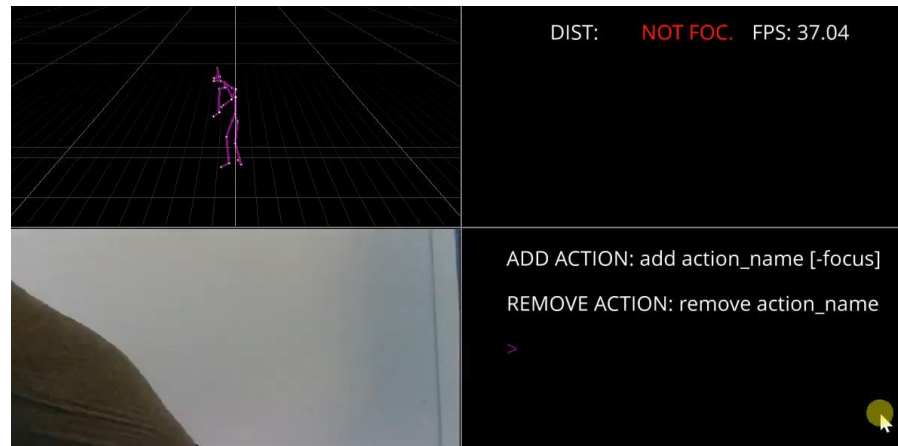 DIST: NOT FOC. FPS: 37.04
ADD ACTION: add action_name [-focus]
REMOVE ACTION: remove action_name
>